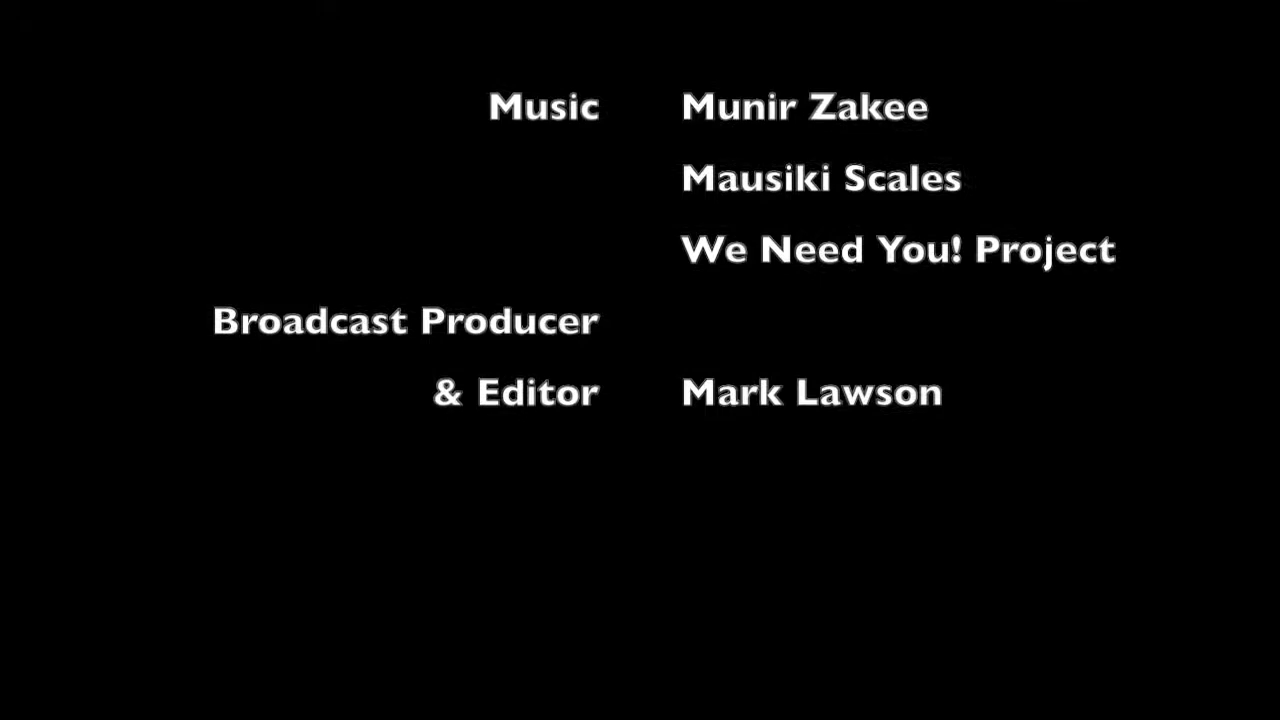 Music Munir Zakee
Mausiki Scales
We Need You! Project
Broadcast Producer
& Editor Mark Lawson